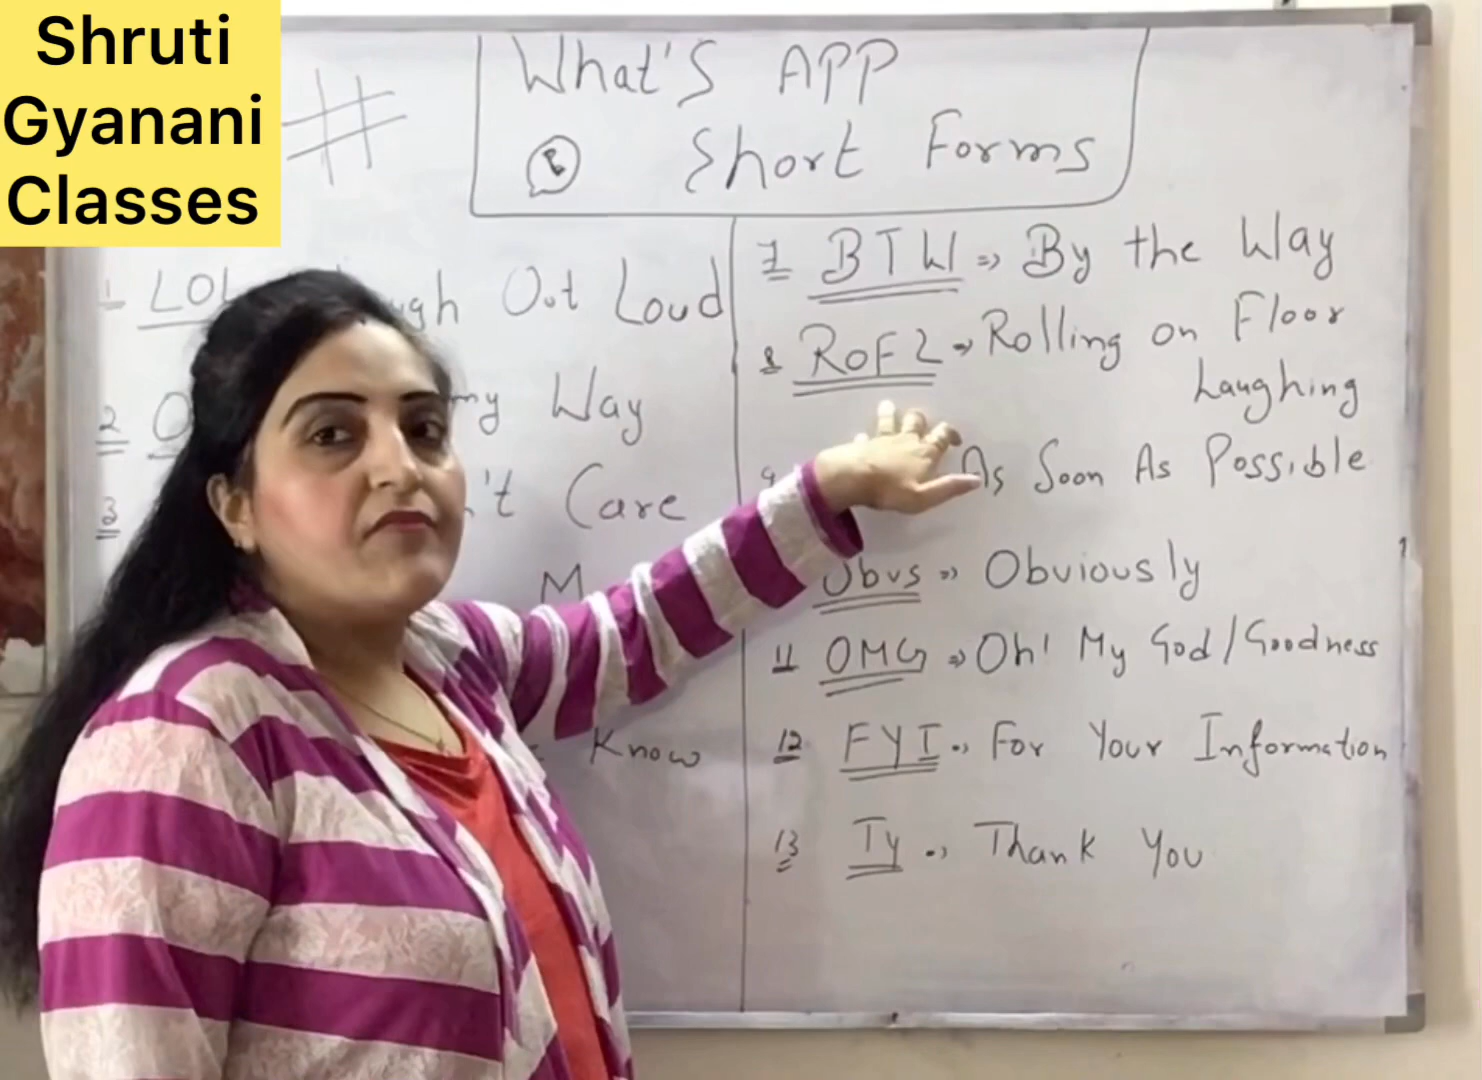 Shruti
Gyanani
Classes
#
What's APP
Short Forms
1 LOL Out Loud
2 Way
3 't Care
M
Know
7 BTW => By the Way
8 ROFL => Rolling on Floor
Laughing
9 As Soon As Possible
Obvs => Obviously
11 OMG => Oh! My God/Goodness
12 FYI => For Your Information
13 Ty => Thank You